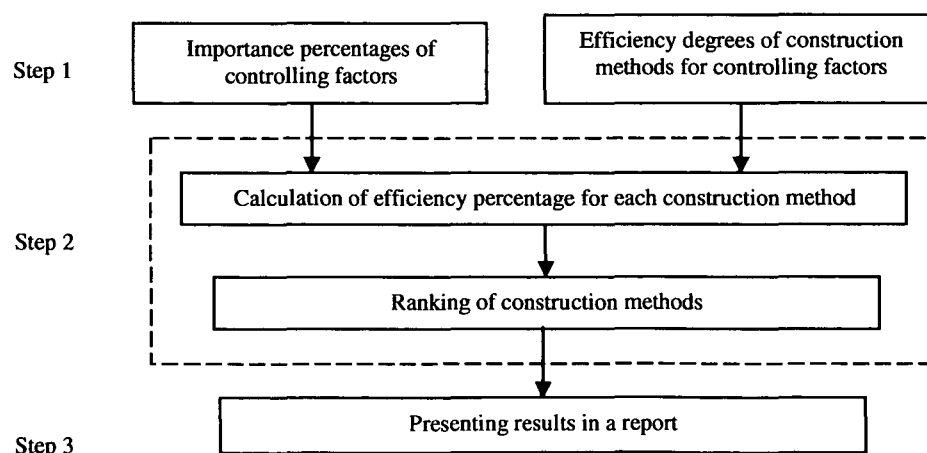 Step 1
Importance percentages of
controlling factors
Efficiency degrees of construction
methods for controlling factors
Step 2
Calculation of efficiency percentage for each construction method
Ranking of construction methods
Step 3
Presenting results in a report